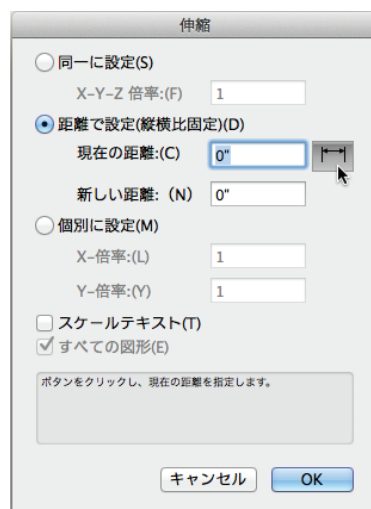 伸縮
同一に設定(S)
X-Y-Z 倍率:(F) 1
距離で設定(縦横比固定)(D)
現在の距離:(C) 0"
新しい距離:（N） 0"
個別に設定(M)
X-倍率:(L) 1
Y-倍率:(Y) 1
スケールテキスト(T)
すべての図形(E)
ボタンをクリックし、現在の距離を指定します。
キャンセル OK